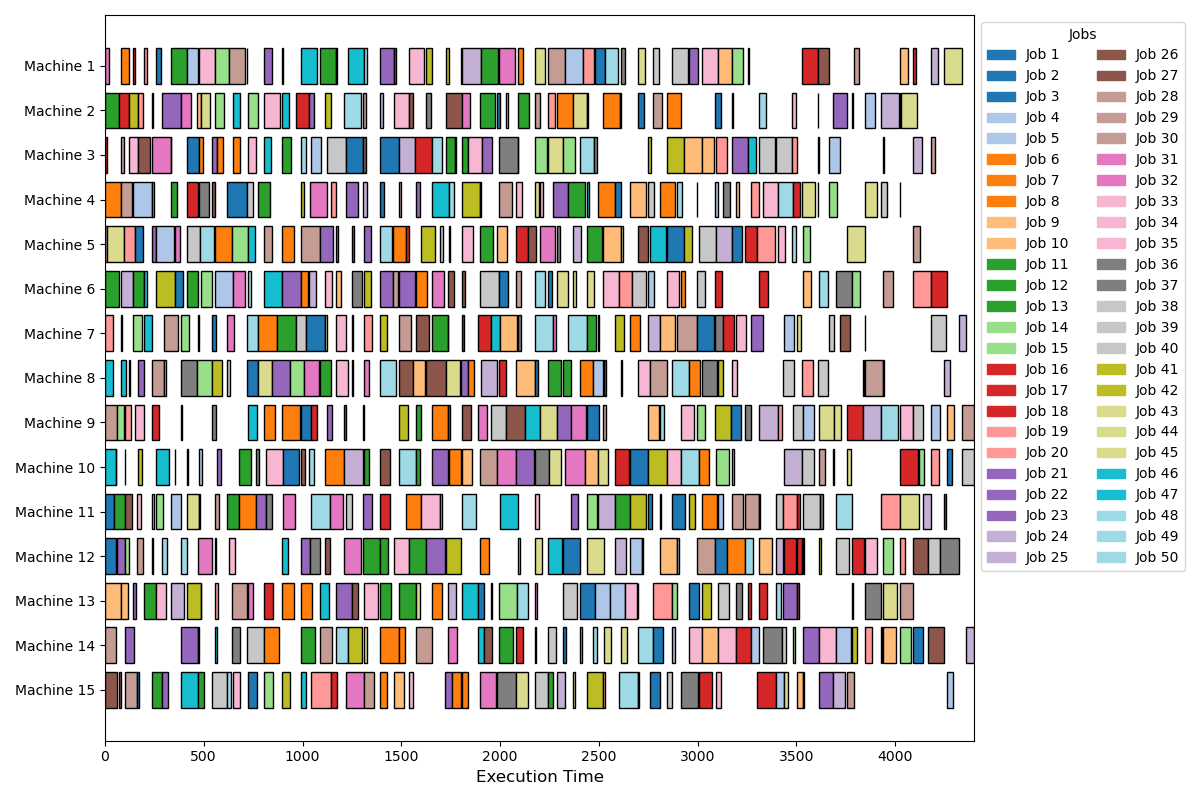 Machine 1
Machine 2
Machine 3
Machine 4
Machine 5
Machine 6
Machine 7
Machine 8
Machine 9
Machine 10
Machine 11
Machine 12
Machine 13
Machine 14
Machine 15
0 500 1000 1500 2000 2500 3000 3500 4000
Execution Time
Jobs
Job 1 Job 26
Job 2 Job 27
Job 3 Job 28
Job 4 Job 29
Job 5 Job 30
Job 6 Job 31
Job 7 Job 32
Job 8 Job 33
Job 9 Job 34
Job 10 Job 35
Job 11 Job 36
Job 12 Job 37
Job 13 Job 38
Job 14 Job 39
Job 15 Job 40
Job 16 Job 41
Job 17 Job 42
Job 18 Job 43
Job 19 Job 44
Job 20 Job 45
Job 21 Job 46
Job 22 Job 47
Job 23 Job 48
Job 24 Job 49
Job 25 Job 50